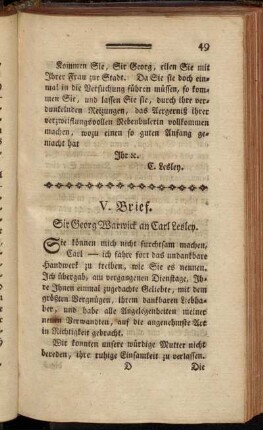 49
Kommen Sie, Sir Georg, eilen Sie mit
Ihrer Frau zur Stadt. Da Sie sie doch ein-
mal in die Versuchung führen müssen, so kom-
men Sie, und lassen Sie sie, durch ihre ver-
dunkelnden Reizungen, das Aergerniß ihrer
verzweiflungsvollen Nebenbulerin vollkommen
machen, wozu einen so guten Anfang ge-
macht hat
Ihr ꝛc.
C. Lesley.
V. Brief.
Sir Georg Warwick an Carl Lesley.
Sie können mich nicht furchtsam machen,
Carl — ich fahre fort das undankbare
Handwerk zu treiben, wie Sie es nennen.
Ich übergab, am vergangenen Dienstage, Ih-
re Ihnen einmal zugedachte Geliebte, mit dem
größten Vergnügen, ihrem dankbaren Liebha-
ber, und habe alle Angelegenheiten meiner
neuen Verwandten, auf die angenehmste Art
in Richtigkeit gebracht.
Wir konnten unsere würdige Mutter nicht
bereden, ihre ruhige Einsamkeit zu verlassen.
D Die